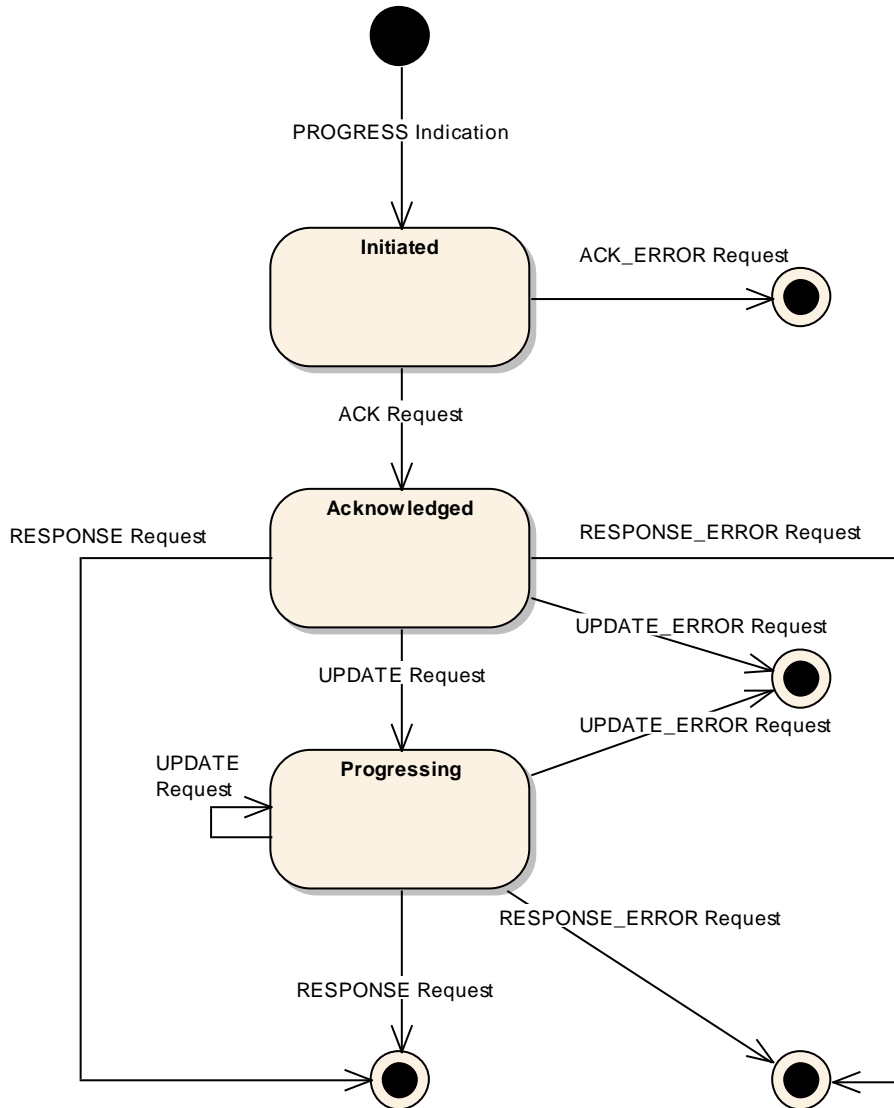 PROGRESS Indication
Initiated
ACK_ERROR Request
ACK Request
Acknowledged
RESPONSE Request
RESPONSE_ERROR Request
UPDATE_ERROR Request
UPDATE Request
UPDATE_ERROR Request
Progressing
UPDATE
Request
RESPONSE_ERROR Request
RESPONSE Request